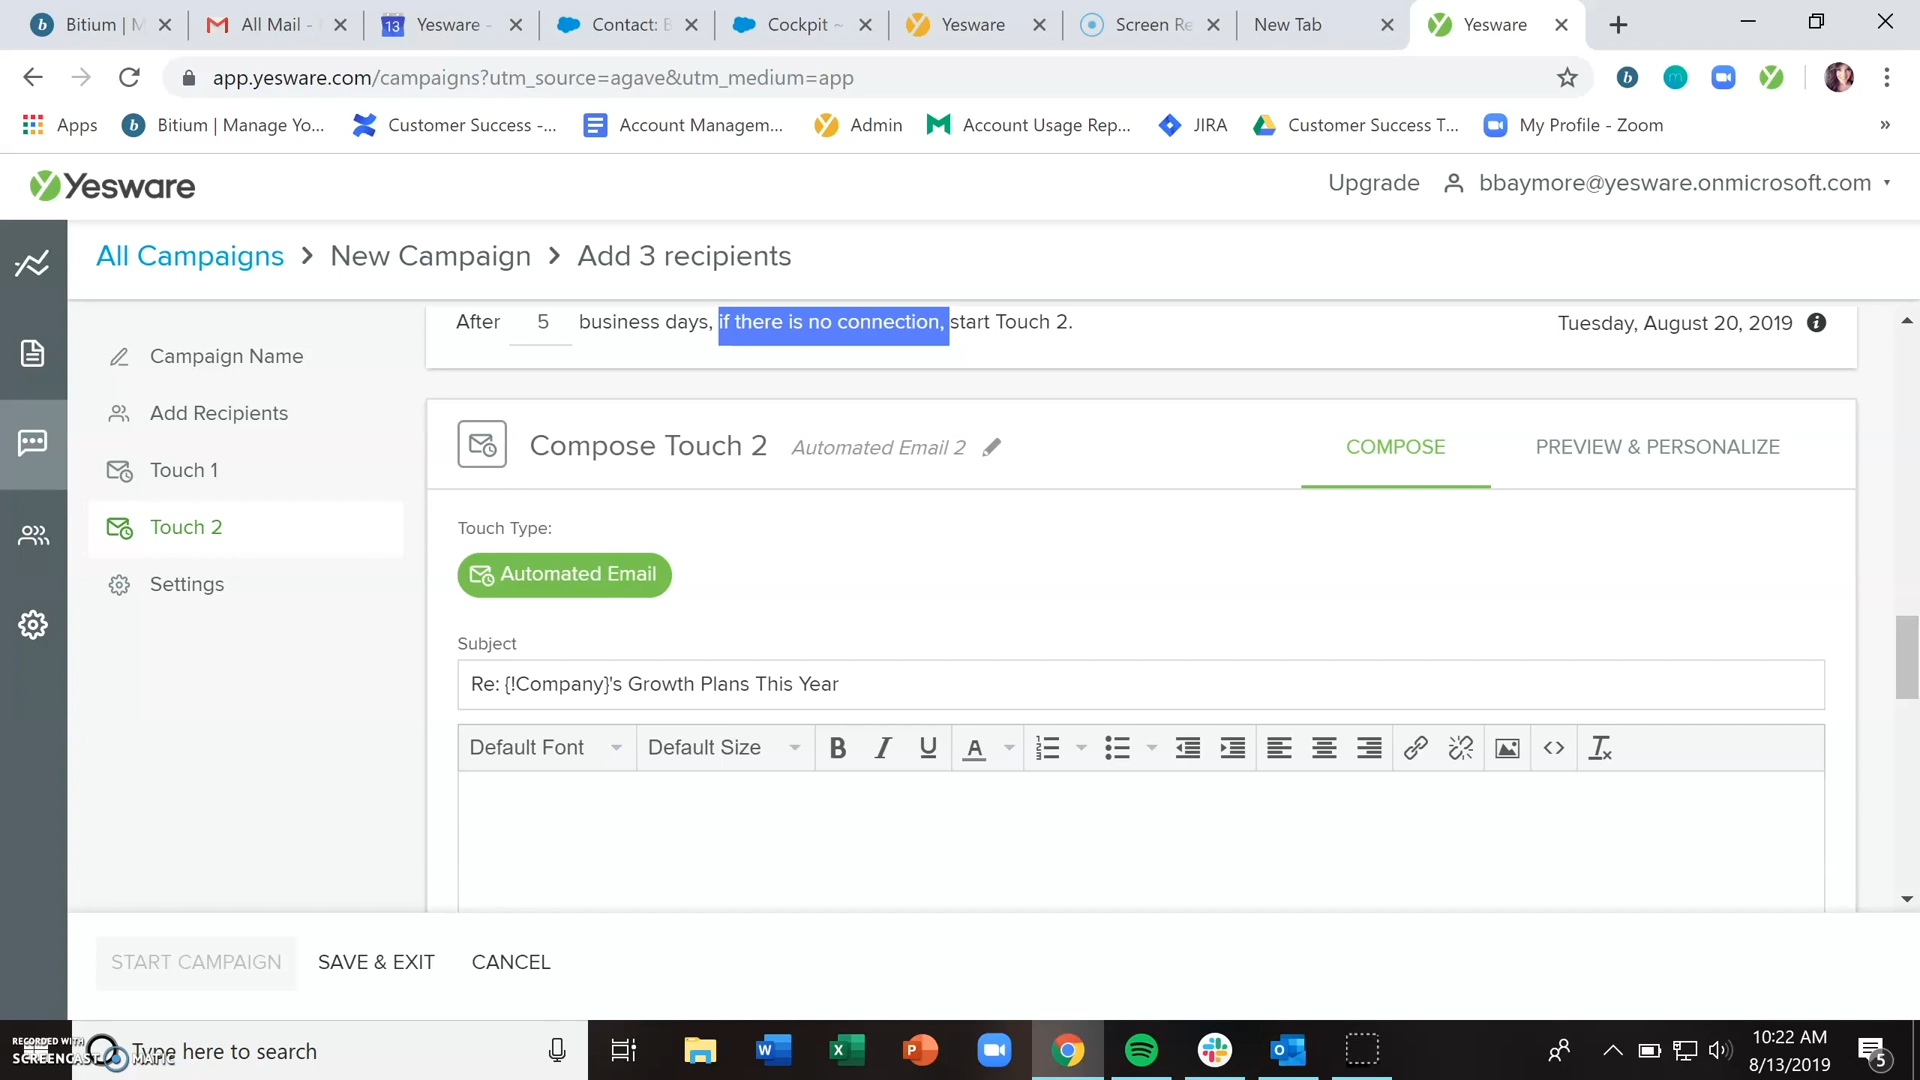 Bitium | M
All Mail -
13 Yesware -
Contact: B
Cockpit ~
Yesware
Screen Re
New Tab
Yesware
app.yesware.com/campaigns?utm_source=agave&utm_medium=app
Apps
Bitium | Manage Yo...
Customer Success -...
Account Managem...
Admin
Account Usage Rep...
JIRA
Customer Success T...
My Profile - Zoom
»
Yesware
Upgrade
bbaymore@yesware.onmicrosoft.com
All Campaigns > New Campaign > Add 3 recipients
After 5 business days, if there is no connection, start Touch 2.
Tuesday, August 20, 2019
Campaign Name
Add Recipients
Touch 1
Touch 2
Settings
Compose Touch 2 Automated Email 2
COMPOSE
PREVIEW & PERSONALIZE
Touch Type:
Automated Email
Subject
Re: {!Company}'s Growth Plans This Year
Default Font
Default Size
B I U A
START CAMPAIGN
SAVE & EXIT
CANCEL
RECORDED WITH
SCREENCAST MATIC
Type here to search
10:22 AM
8/13/2019
5